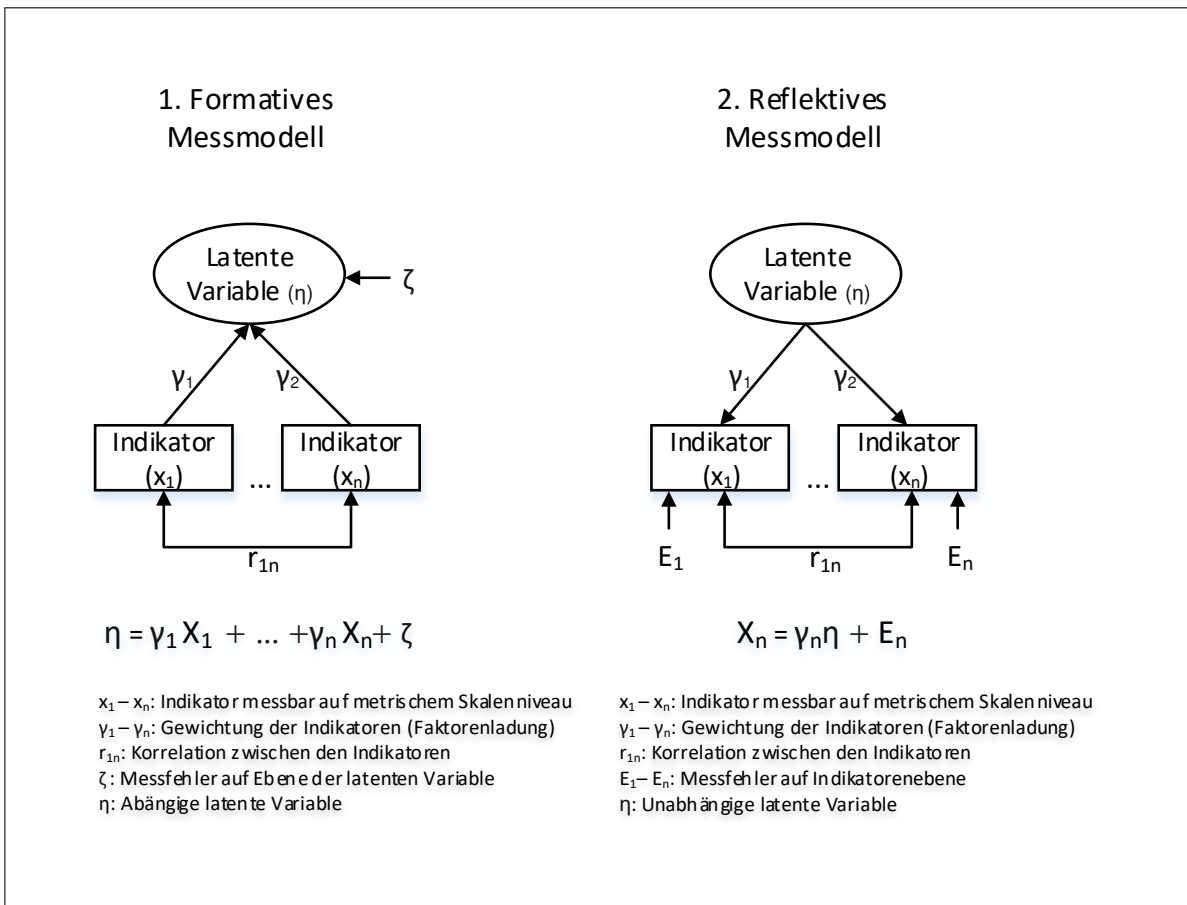 1. Formatives
Messmodell
Latente
Variable (η)
ζ
γ₁
γ₂
Indikator
(x₁)
...
Indikator
(xₙ)
r₁ₙ
η = γ₁X₁ + ... +γₙXₙ+ ζ
x₁ – xₙ: Indikator messbar auf metrischem Skalenniveau
γ₁ – γₙ: Gewichtung der Indikatoren (Faktorenladung)
r₁ₙ: Korrelation zwischen den Indikatoren
ζ: Messfehler auf Ebene der latenten Variable
η: Abängige latente Variable
2. Reflektives
Messmodell
Latente
Variable (η)
γ₁
γ₂
Indikator
(x₁)
...
Indikator
(xₙ)
E₁
r₁ₙ
Eₙ
Xₙ = γₙη + Eₙ
x₁ – xₙ: Indikator messbar auf metrischem Skalenniveau
γ₁ – γₙ: Gewichtung der Indikatoren (Faktorenladung)
r₁ₙ: Korrelation zwischen den Indikatoren
E₁– Eₙ: Messfehler auf Indikatorenebene
η: Unabhängige latente Variable